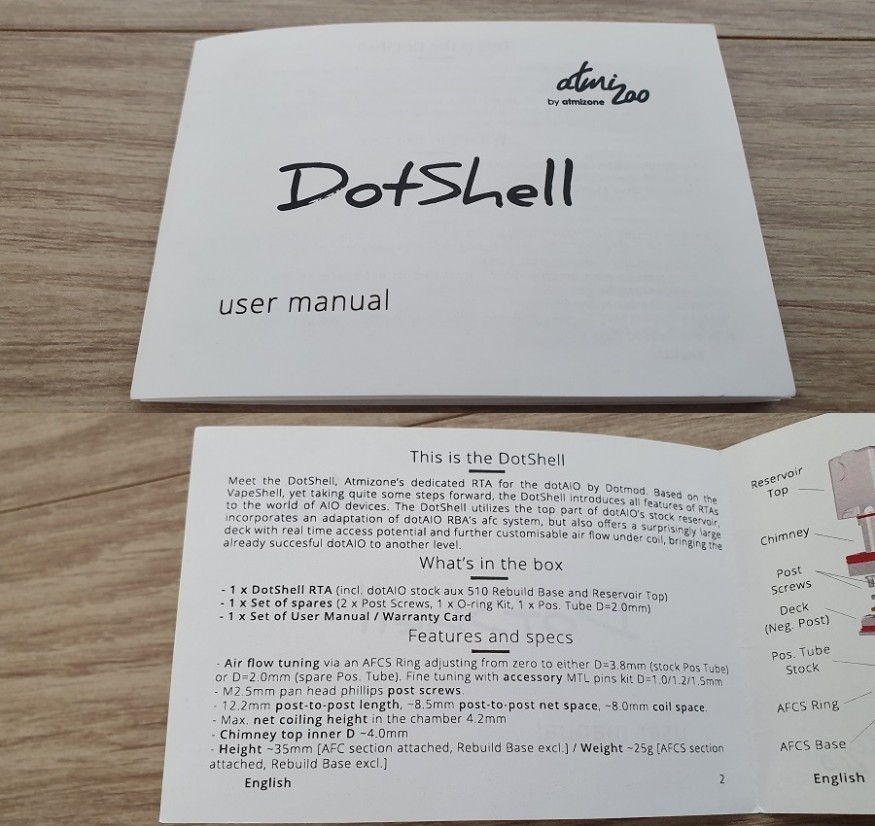 atmizoo
by atmizone
DotShell
user manual
This is the DotShell
Meet the DotShell, Atmizone's dedicated RTA for the dotAIO by Dotmod. Based on the
VapeShell, yet taking quite some steps forward, the DotShell introduces all features of RTAs
to the world of AIO devices. The DotShell utilizes the top part of dotAIO's stock reservoir,
incorporates an adaptation of dotAIO RBA's afc system, but also offers a surprisingly large
deck with real time access potential and further customisable air flow under coil, bringing the
already succesful dotAIO to another level.
What's in the box
- 1 x DotShell RTA (incl. dotAIO stock aux 510 Rebuild Base and Reservoir Top)
- 1 x Set of spares (2 x Post Screws, 1 x O-ring Kit, 1 x Pos. Tube D=2.0mm)
- 1 x Set of User Manual / Warranty Card
Features and specs
- Air flow tuning via an AFCS Ring adjusting from zero to either D=3.8mm (stock Pos Tube)
or D=2.0mm (spare Pos. Tube). Fine tuning with accessory MTL pins kit D=1.0/1.2/1.5mm
- M2.5mm pan head phillips post screws.
- 12.2mm post-to-post length, ~8.5mm post-to-post net space, ~8.0mm coil space.
- Max. net coiling height in the chamber 4.2mm
- Chimney top inner D ~4.0mm
- Height ~35mm [AFC section attached, Rebuild Base excl.] / Weight ~25g [AFCS section
attached, Rebuild Base excl.]
English
2
Reservoir
Top
Chimney
Post
Screws
Deck
(Neg. Post)
Pos. Tube
Stock
AFCS Ring
AFCS Base
English